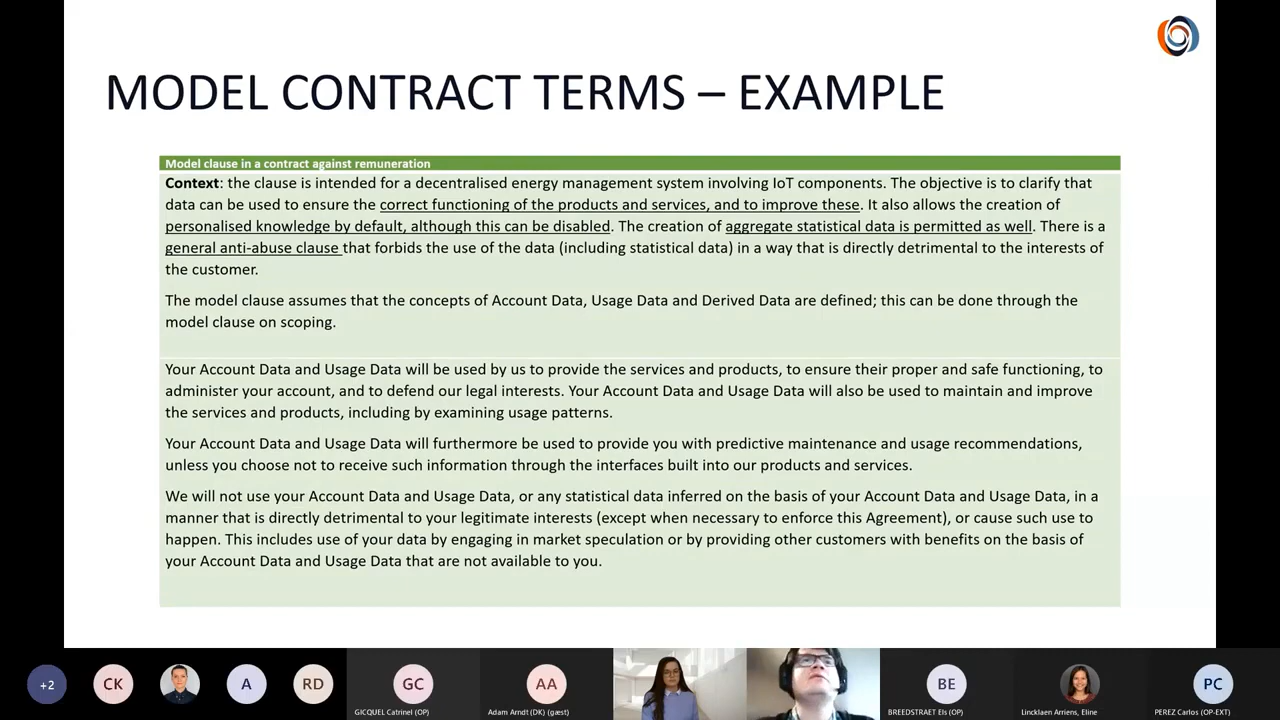 MODEL CONTRACT TERMS – EXAMPLE
Model clause in a contract against remuneration
Context: the clause is intended for a decentralised energy management system involving IoT components. The objective is to clarify that
data can be used to ensure the correct functioning of the products and services, and to improve these. It also allows the creation of
personalised knowledge by default, although this can be disabled. The creation of aggregate statistical data is permitted as well. There is a
general anti-abuse clause that forbids the use of the data (including statistical data) in a way that is directly detrimental to the interests of
the customer.
The model clause assumes that the concepts of Account Data, Usage Data and Derived Data are defined; this can be done through the
model clause on scoping.
Your Account Data and Usage Data will be used by us to provide the services and products, to ensure their proper and safe functioning, to
administer your account, and to defend our legal interests. Your Account Data and Usage Data will also be used to maintain and improve
the services and products, including by examining usage patterns.
Your Account Data and Usage Data will furthermore be used to provide you with predictive maintenance and usage recommendations,
unless you choose not to receive such information through the interfaces built into our products and services.
We will not use your Account Data and Usage Data, or any statistical data inferred on the basis of your Account Data and Usage Data, in a
manner that is directly detrimental to your legitimate interests (except when necessary to enforce this Agreement), or cause such use to
happen. This includes use of your data by engaging in market speculation or by providing other customers with benefits on the basis of
your Account Data and Usage Data that are not available to you.
+2
CK
A
RD
GC
AA
BE
PC
GICQUEL Catrinel (OP)
Adam Arndt (DK) (gæst)
BREEDSTRAET Els (OP)
Lincklaen Arriens, Eline
PEREZ Carlos (OP-EXT)